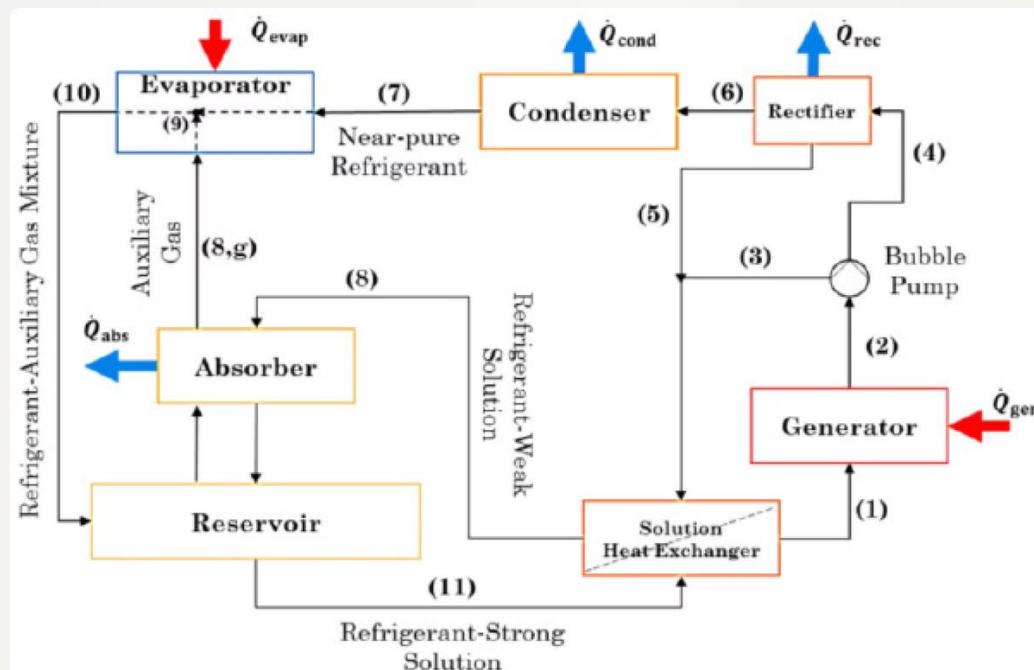 Q̇evap
Q̇cond
Q̇rec
(10)
Evaporator
(9)
(7)
Condenser
(6)
Rectifier
Near-pure
Refrigerant
(4)
(5)
Refrigerant-Auxiliary Gas Mixture
Auxiliary
Gas
(8,g)
(3)
Bubble
Pump
(8)
Refrigerant-Weak
Solution
Q̇abs
Absorber
(2)
Q̇gen
Generator
Reservoir
Solution
Heat Exchanger
(1)
(11)
Refrigerant-Strong
Solution